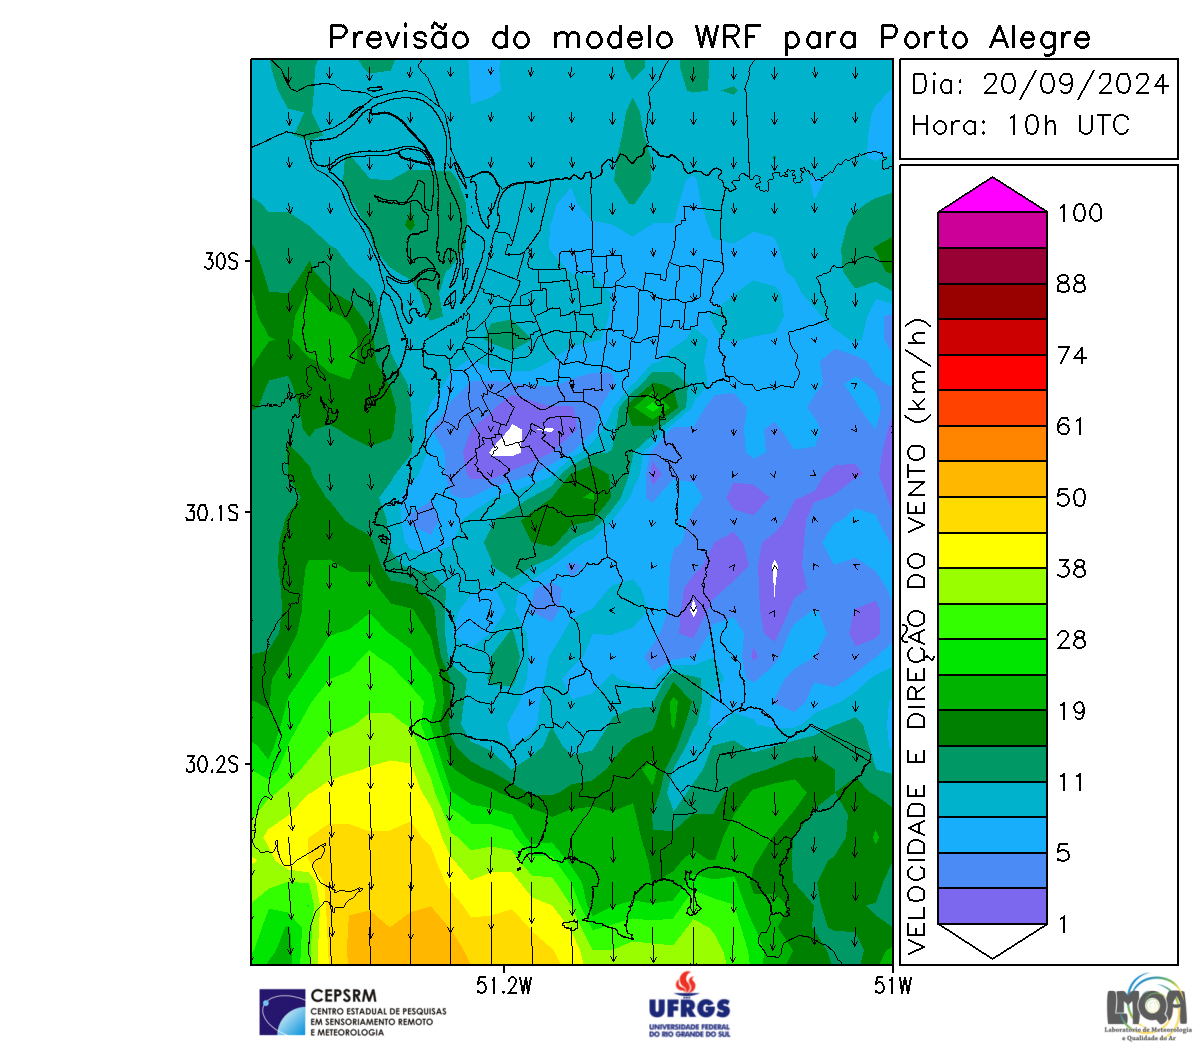 Previsão do modelo WRF para Porto Alegre
Dia: 20/09/2024
Hora: 10h UTC
30S
30.1S
30.2S
51.2W
51W
VELOCIDADE E DIREÇÃO DO VENTO (km/h)
100
88
74
61
50
38
28
19
11
5
1
CEPSRM
CENTRO ESTADUAL DE PESQUISAS
EM SENSORIAMENTO REMOTO
E METEOROLOGIA
UFRGS
UNIVERSIDADE FEDERAL
DO RIO GRANDE DO SUL
LMQA
Laboratório de Meteorologia
e Qualidade do Ar